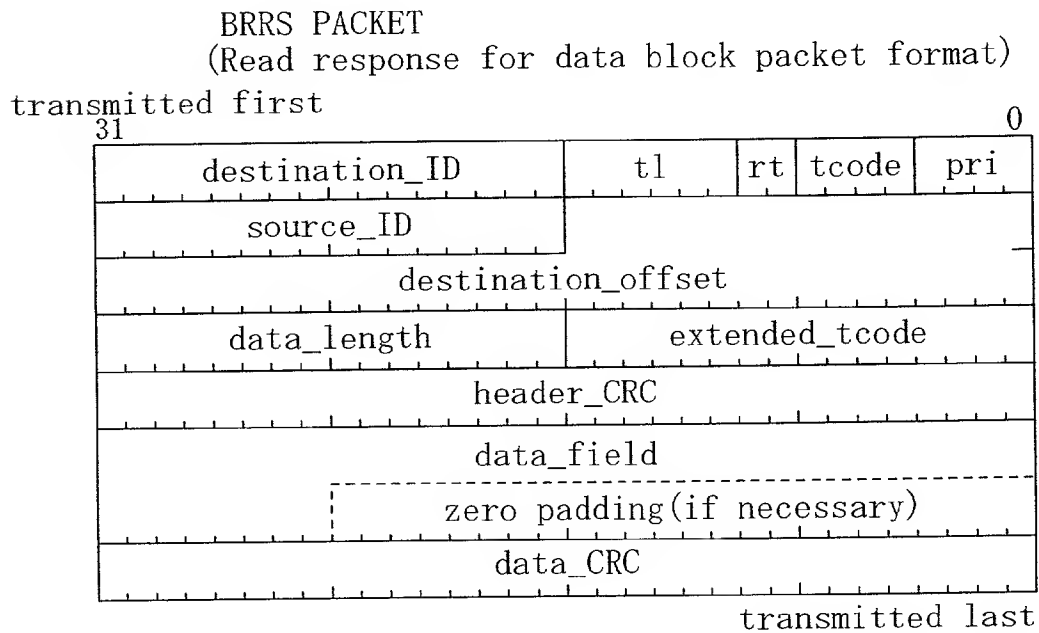 BRRS PACKET
(Read response for data block packet format)
transmitted first
31 0
destination_ID tl rt tcode pri
source_ID
destination_offset
data_length extended_tcode
header_CRC
data_field
zero padding(if necessary)
data_CRC
transmitted last